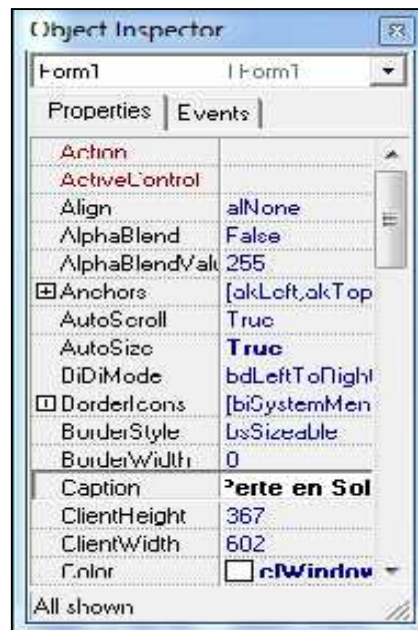 Object Inspector
Form1 TForm1
Properties Events
Action
ActiveControl
Align alNone
AlphaBlend False
AlphaBlendValu 255
Anchors [akLeft,akTop
AutoScroll True
AutoSize True
BiDiMode bdLeftToRight
BorderIcons [biSystemMen
BorderStyle bsSizeable
BorderWidth 0
Caption Perte en Sol
ClientHeight 367
ClientWidth 602
Color clWindow
All shown